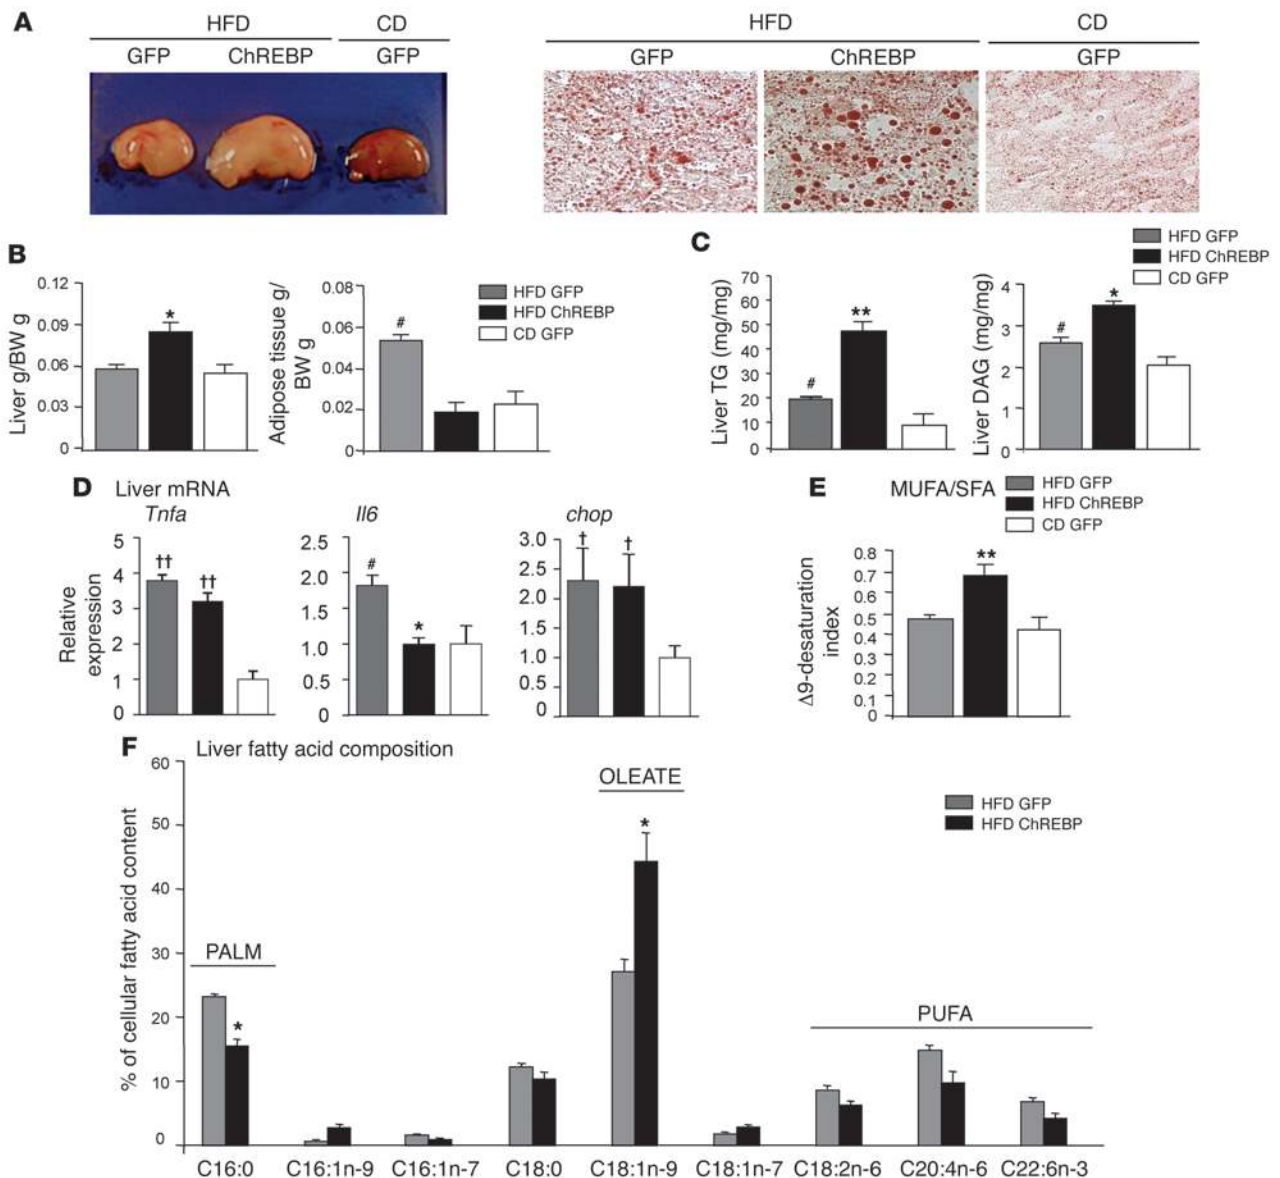 A
HFD CD
GFP ChREBP GFP
HFD CD
GFP ChREBP GFP
B
Liver g/BW g
0.12
0.09
0.06
0.03
0
*
Adipose tissue g/
BW g
0.08
0.06
0.04
0.02
0
#
HFD GFP
HFD ChREBP
CD GFP
C
Liver TG (mg/mg)
70
60
50
40
30
20
10
0
#
**
Liver DAG (mg/mg)
4
3
2
1
0
#
*
HFD GFP
HFD ChREBP
CD GFP
D Liver mRNA
Relative
expression
Tnfa
5
4
3
2
1
0
†† ††
Il6
2.5
2.0
1.5
1.0
0.5
0
#
*
chop
3.0
2.5
2.0
1.5
1.0
0.5
0
† †
E MUFA/SFA
HFD GFP
HFD ChREBP
CD GFP
Δ9-desaturation
index
0.8
0.7
0.6
0.5
0.4
0.3
0.2
0.1
0
**
F Liver fatty acid composition
% of cellular fatty acid content
60
50
40
30
20
10
0
PALM
*
OLEATE
*
PUFA
HFD GFP
HFD ChREBP
C16:0 C16:1n-9 C16:1n-7 C18:0 C18:1n-9 C18:1n-7 C18:2n-6 C20:4n-6 C22:6n-3